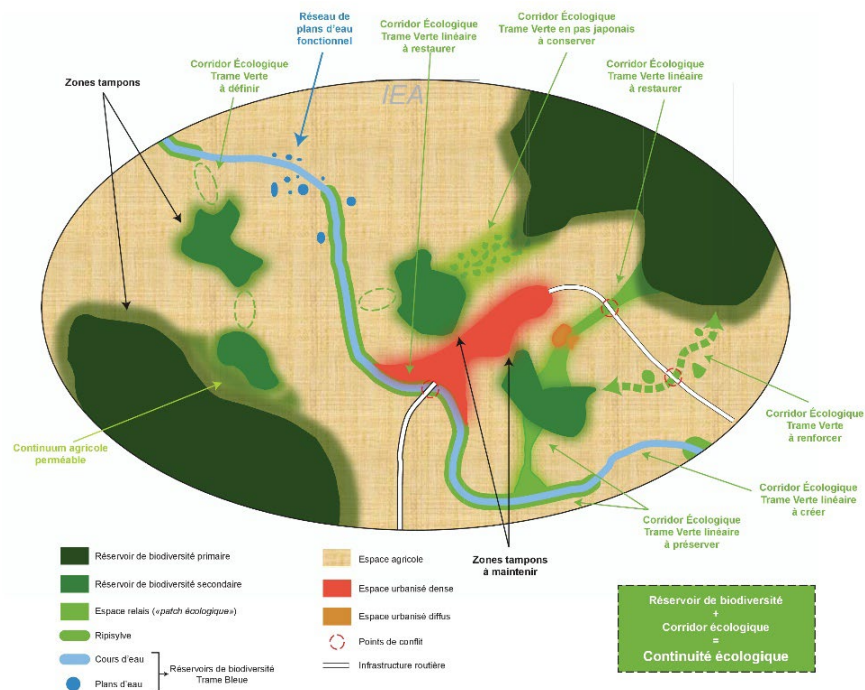 Réseau de
plans d'eau
fonctionnel
Corridor Écologique
Trame Verte linéaire
à restaurer
Corridor Écologique
Trame Verte en pas japonais
à conserver
Corridor Écologique
Trame Verte
à définir
Corridor Écologique
Trame Verte linéaire
à restaurer
Zones tampons
IEA
Continuum agricole
perméable
Corridor Écologique
Trame Verte
à renforcer
Corridor Écologique
Trame Verte linéaire
à créer
Corridor Écologique
Trame Verte linéaire
à préserver
Zones tampons
à maintenir
Réservoir de biodiversité primaire
Réservoir de biodiversité secondaire
Espace relais («patch écologique»)
Ripisylve
Cours d'eau
Plans d'eau
Réservoirs de biodiversité
Trame Bleue
Espace agricole
Espace urbanisé dense
Espace urbanisé diffus
Points de conflit
Infrastructure routière
Réservoir de biodiversité
+
Corridor écologique
=
Continuité écologique